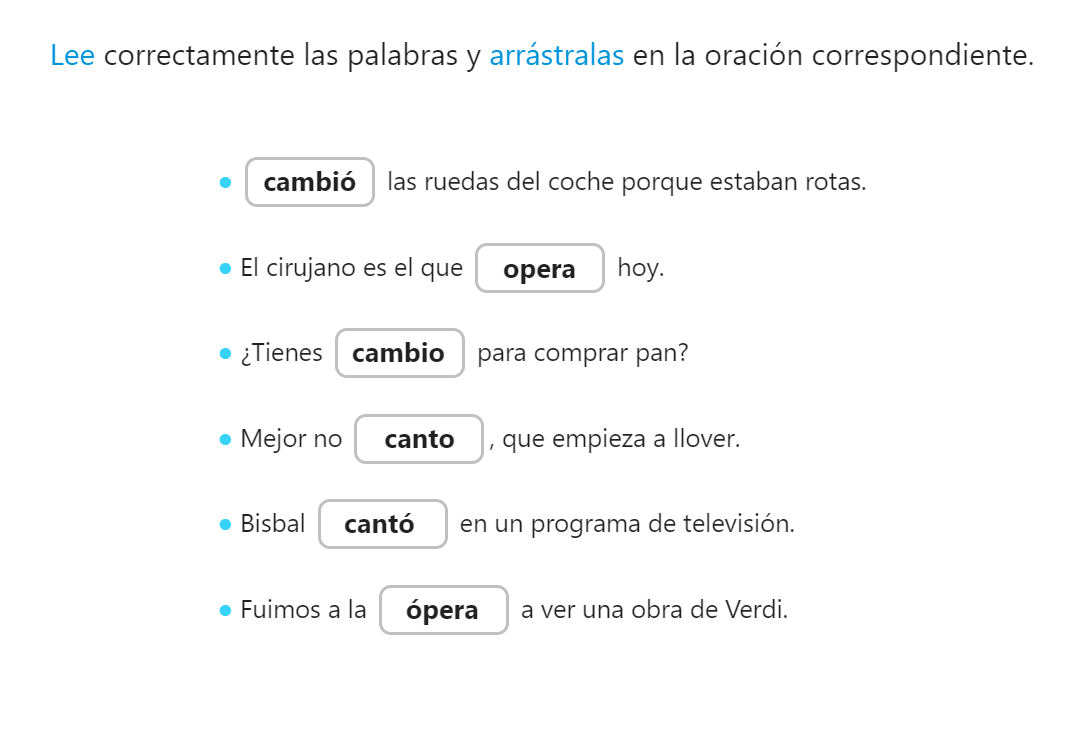 Lee correctamente las palabras y arrástralas en la oración correspondiente.
• cambió las ruedas del coche porque estaban rotas.
• El cirujano es el que opera hoy.
• ¿Tienes cambio para comprar pan?
• Mejor no canto , que empieza a llover.
• Bisbal cantó en un programa de televisión.
• Fuimos a la ópera a ver una obra de Verdi.